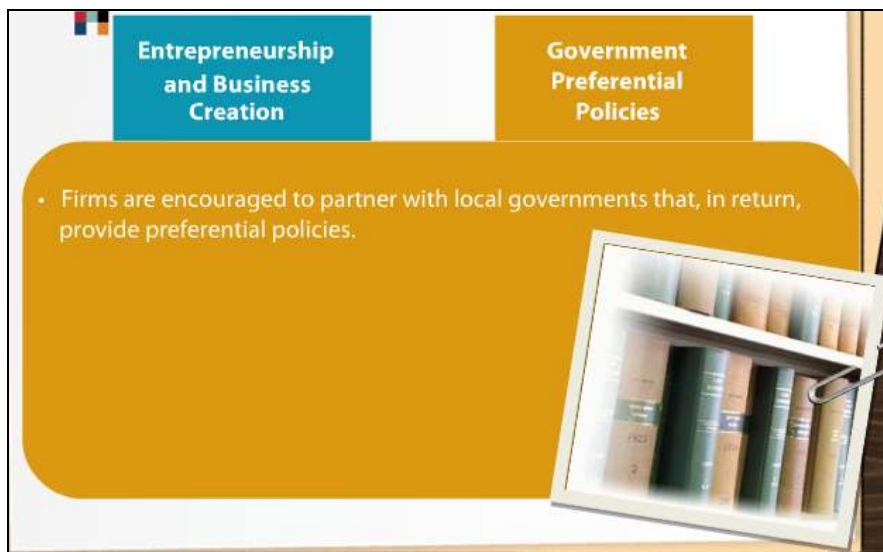 Entrepreneurship
and Business
Creation
Government
Preferential
Policies
• Firms are encouraged to partner with local governments that, in return,
provide preferential policies.